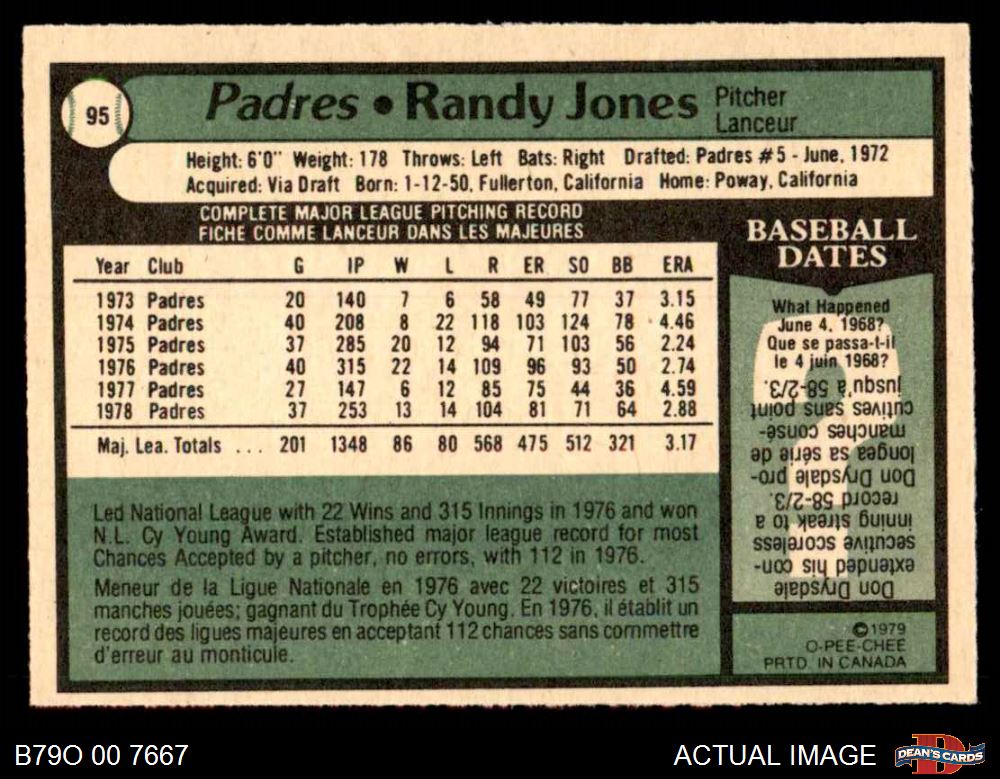 95
Padres • Randy Jones
Pitcher
Lanceur
Height: 6'0" Weight: 178 Throws: Left Bats: Right Drafted: Padres #5 - June, 1972
Acquired: Via Draft Born: 1-12-50, Fullerton, California Home: Poway, California
COMPLETE MAJOR LEAGUE PITCHING RECORD
FICHE COMME LANCEUR DANS LES MAJEURES
Year Club G IP W L R ER SO BB ERA
1973 Padres 20 140 7 6 58 49 77 37 3.15
1974 Padres 40 208 8 22 118 103 124 78 4.46
1975 Padres 37 285 20 12 94 71 103 56 2.24
1976 Padres 40 315 22 14 109 96 93 50 2.74
1977 Padres 27 147 6 12 85 75 44 36 4.59
1978 Padres 37 253 13 14 104 81 71 64 2.88
Maj. Lea. Totals ... 201 1348 86 80 568 475 512 321 3.17
Led National League with 22 Wins and 315 Innings in 1976 and won
N.L. Cy Young Award. Established major league record for most
Chances Accepted by a pitcher, no errors, with 112 in 1976.
Meneur de la Ligue Nationale en 1976 avec 22 victoires et 315
manches jouées; gagnant du Trophée Cy Young. En 1976, il établit un
record des ligues majeures en acceptant 112 chances sans commettre
d'erreur au monticule.
BASEBALL
DATES
What Happened
June 4, 1968?
Que se passa-t-il
le 4 juin 1968?
Don Drysdale
extended his con-
secutive scoreless
inning streak to a
record 58-2/3.
Don Drysdale pro-
longea sa série de
manches consé-
cutives sans point
jusqu'à 58-2/3.
©1979
O-PEE-CHEE
PRTD. IN CANADA
B79O 00 7667
ACTUAL IMAGE
DEAN'S CARDS